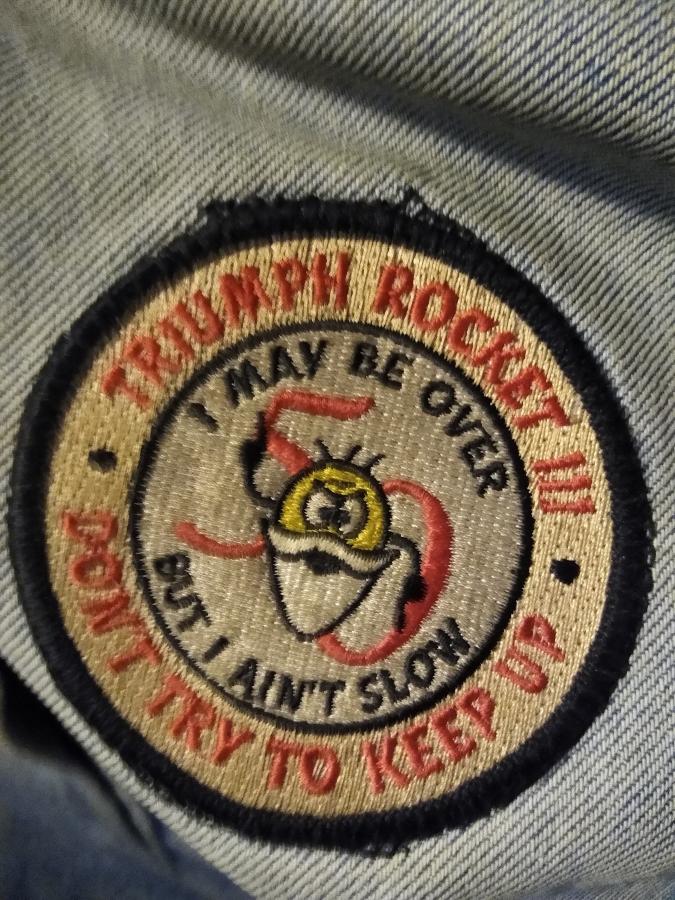 TRIUMPH ROCKET III
I MAY BE OVER
50
BUT I AIN'T SLOW
DON'T TRY TO KEEP UP